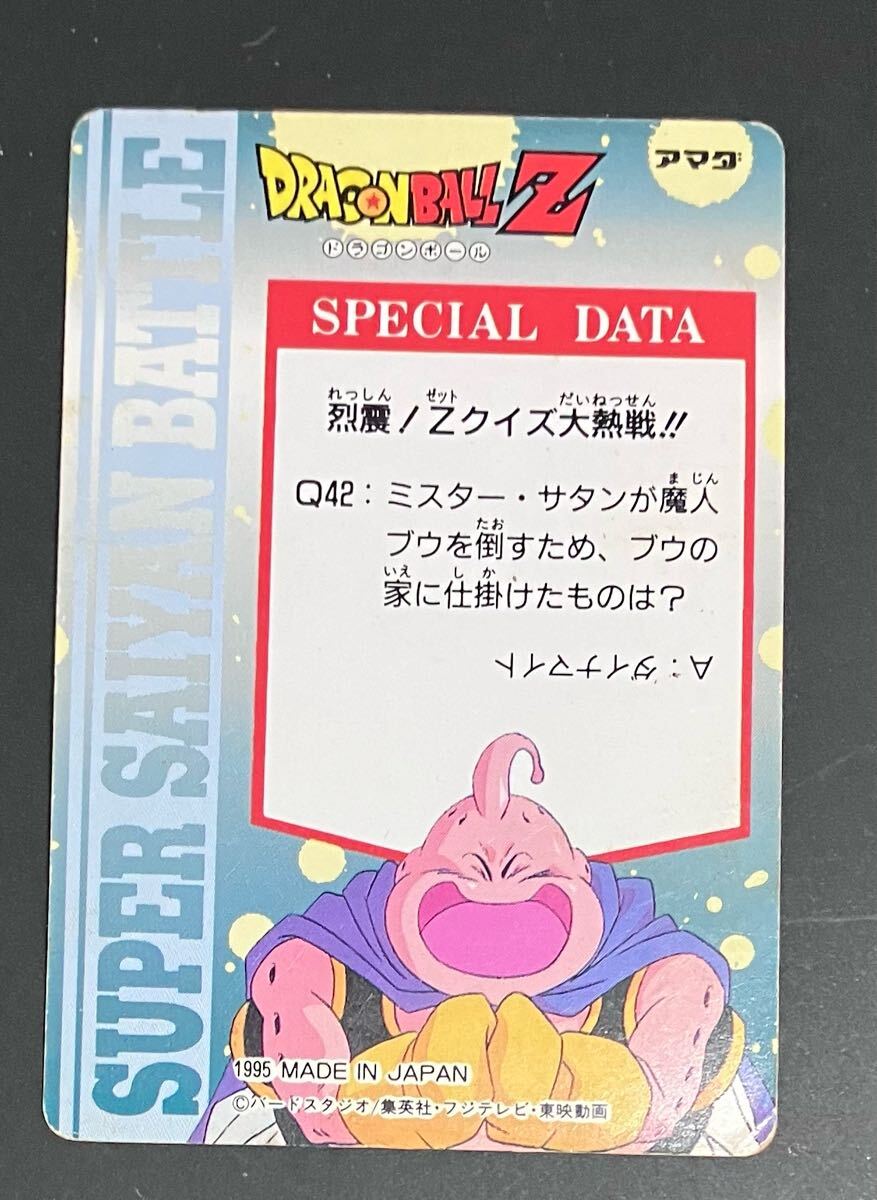 SUPER SAIYAN BATTLE
アマダ
DRAGON BALL Z
ドラゴンボール
SPECIAL DATA
れっしん ゼット だいねっせん
烈震！Zクイズ大熱戦!!
まじん
Q42：ミスター・サタンが魔人
たお
ブウを倒すため、ブウの
いえ しか
家に仕掛けたものは？
A：ダイナマイト
1995 MADE IN JAPAN
©バードスタジオ/集英社・フジテレビ・東映動画